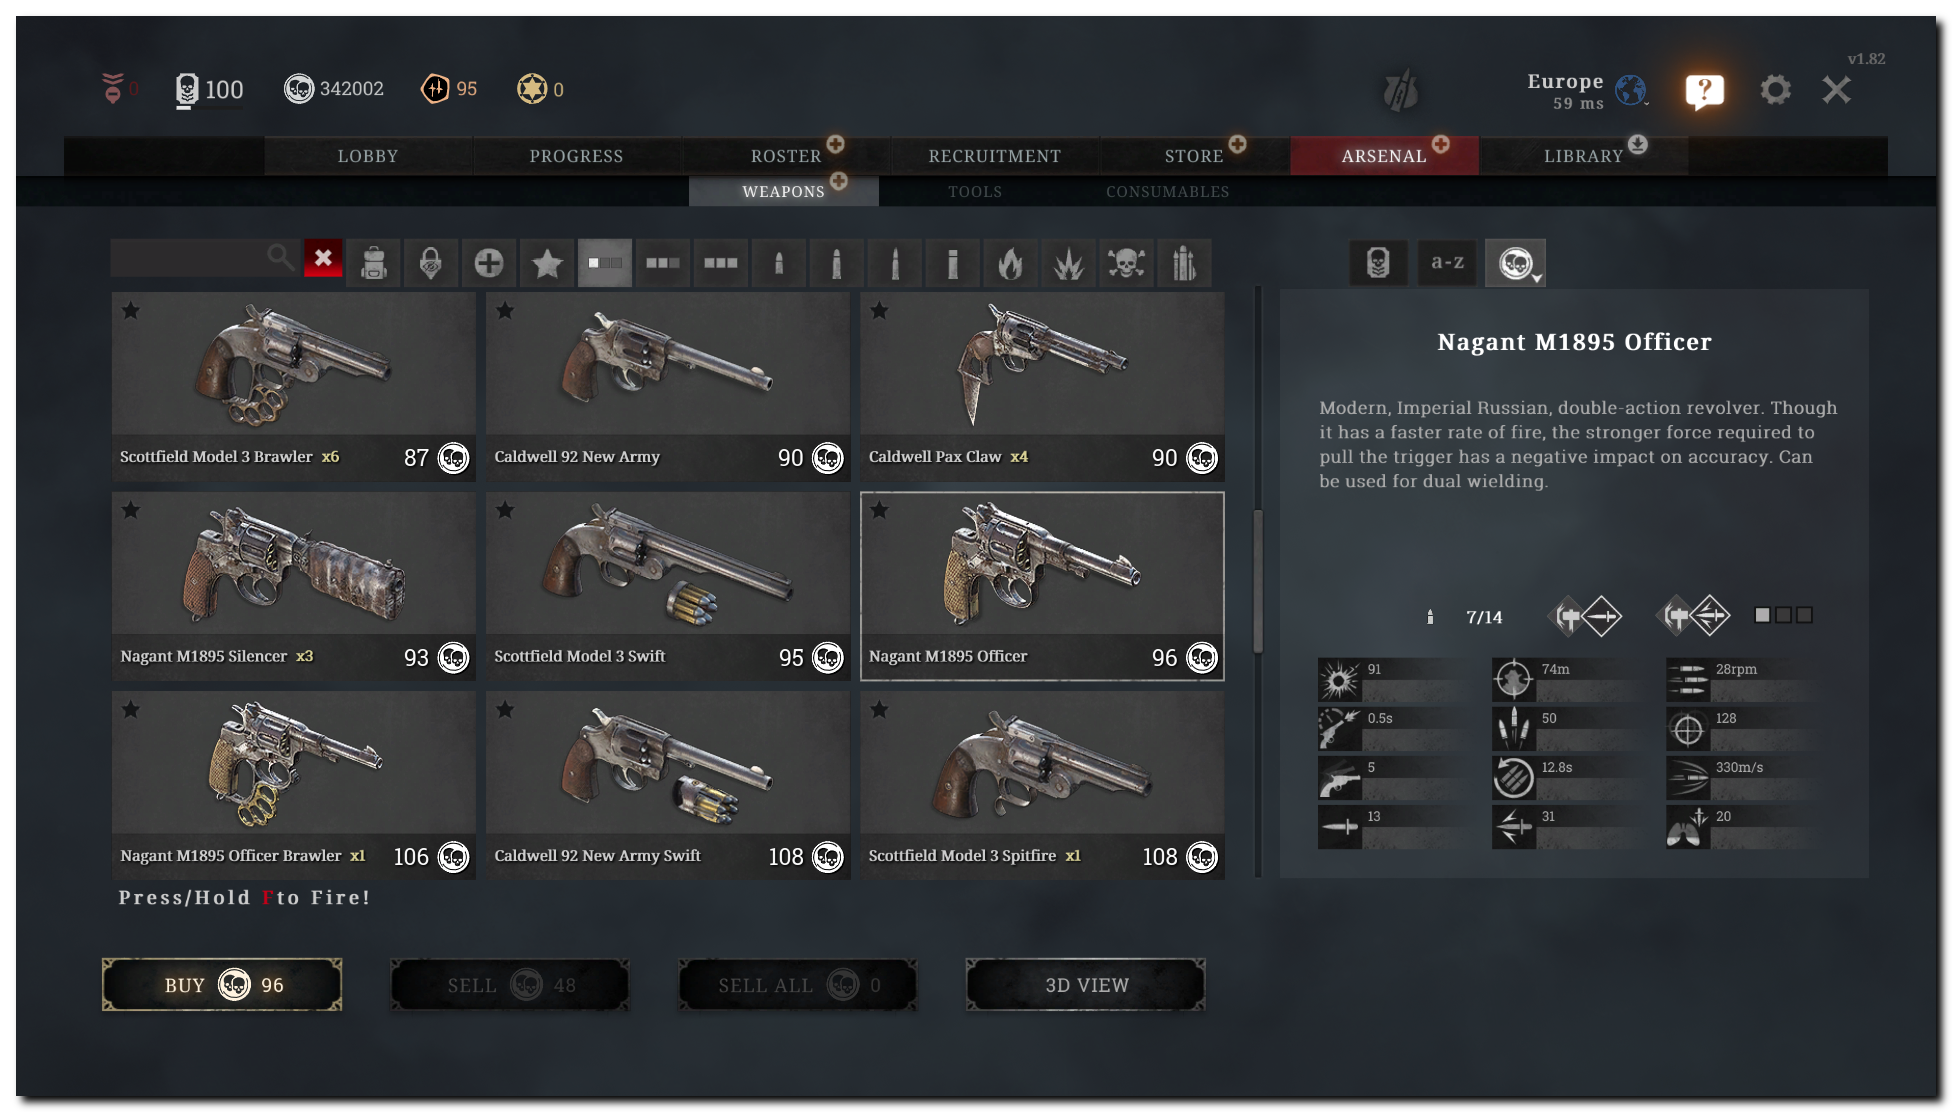 v1.82
0
100
342002
95
0
Europe
59 ms
?
LOBBY
PROGRESS
ROSTER
RECRUITMENT
STORE
ARSENAL
LIBRARY
WEAPONS
TOOLS
CONSUMABLES
a-z
Scottfield Model 3 Brawler x6 87
Caldwell 92 New Army 90
Caldwell Pax Claw x4 90
Nagant M1895 Silencer x3 93
Scottfield Model 3 Swift 95
Nagant M1895 Officer 96
Nagant M1895 Officer Brawler x1 106
Caldwell 92 New Army Swift 108
Scottfield Model 3 Spitfire x1 108
Press/Hold F to Fire!
BUY 96
SELL 48
SELL ALL 0
3D VIEW
Nagant M1895 Officer
Modern, Imperial Russian, double-action revolver. Though
it has a faster rate of fire, the stronger force required to
pull the trigger has a negative impact on accuracy. Can
be used for dual wielding.
7/14
91
74m
28rpm
0.5s
50
128
5
12.8s
330m/s
13
31
20